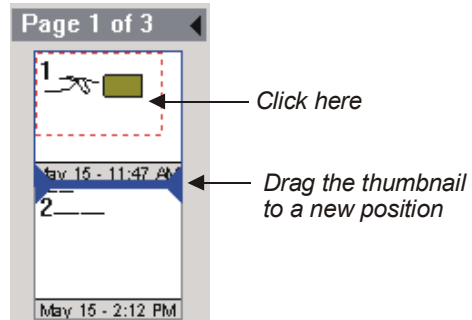 Page 1 of 3
1
Click here
May 15 - 11:47 AM
Drag the thumbnail
to a new position
2
May 15 - 2:12 PM